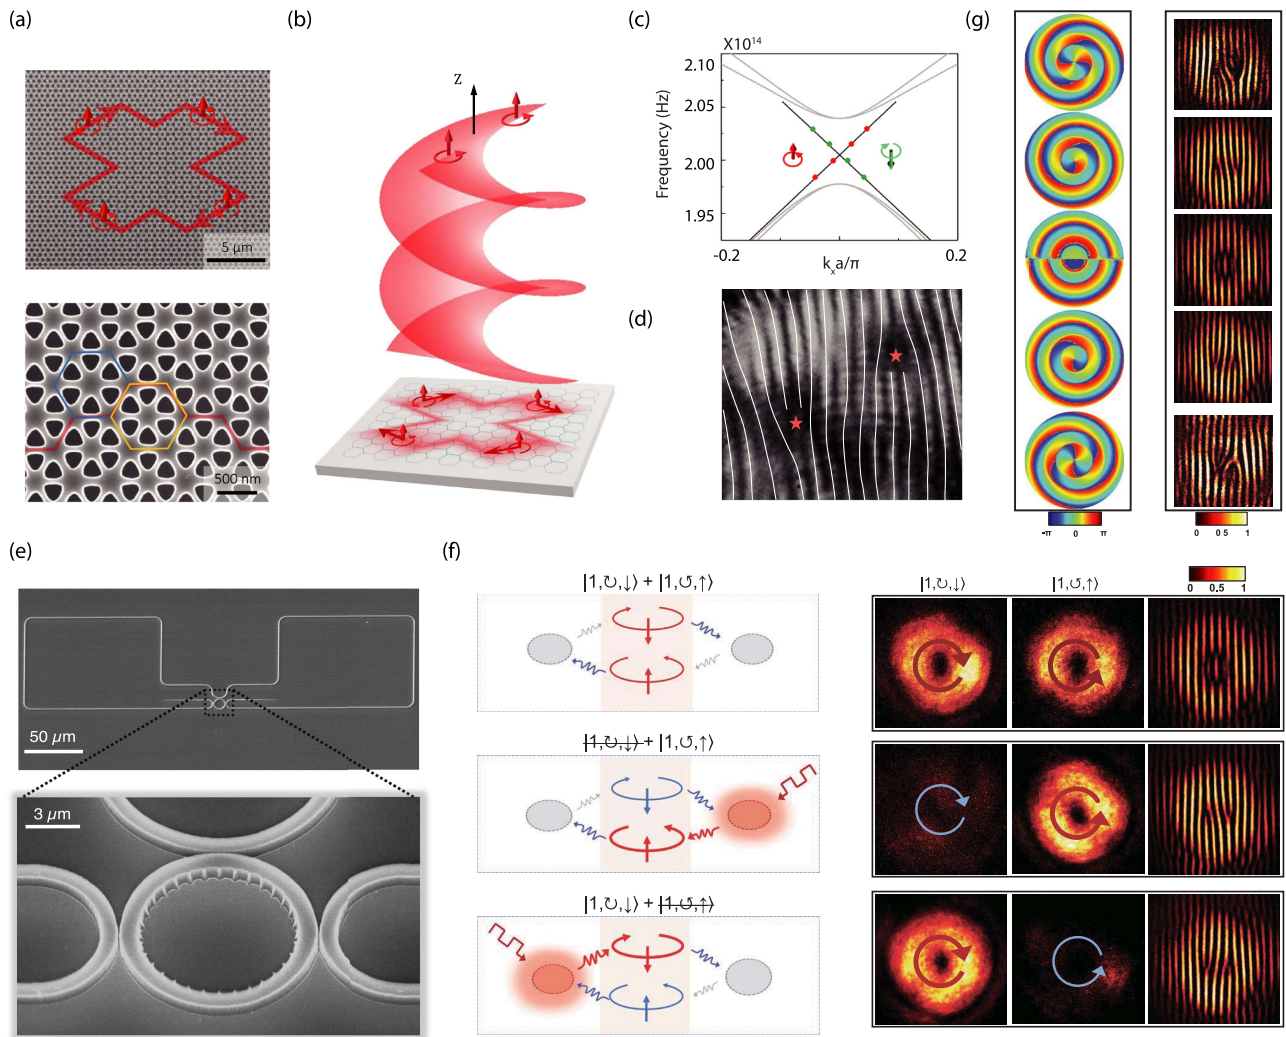 (a)
5 µm
500 nm
(b)
z
(c)
X10¹⁴
2.10
2.05
2.00
1.95
Frequency (Hz)
-0.2
0.2
kₓa/π
(d)
(g)
-π
0
π
0
0 5
1
(e)
50 µm
3 µm
(f)
|1,↻,↓⟩ + |1,↺,↑⟩
|1,↻,↓⟩ + |1,↺,↑⟩
|1,↻,↓⟩ + |1,↺,↑⟩
|1,↻,↓⟩
|1,↺,↑⟩
0
0.5
1